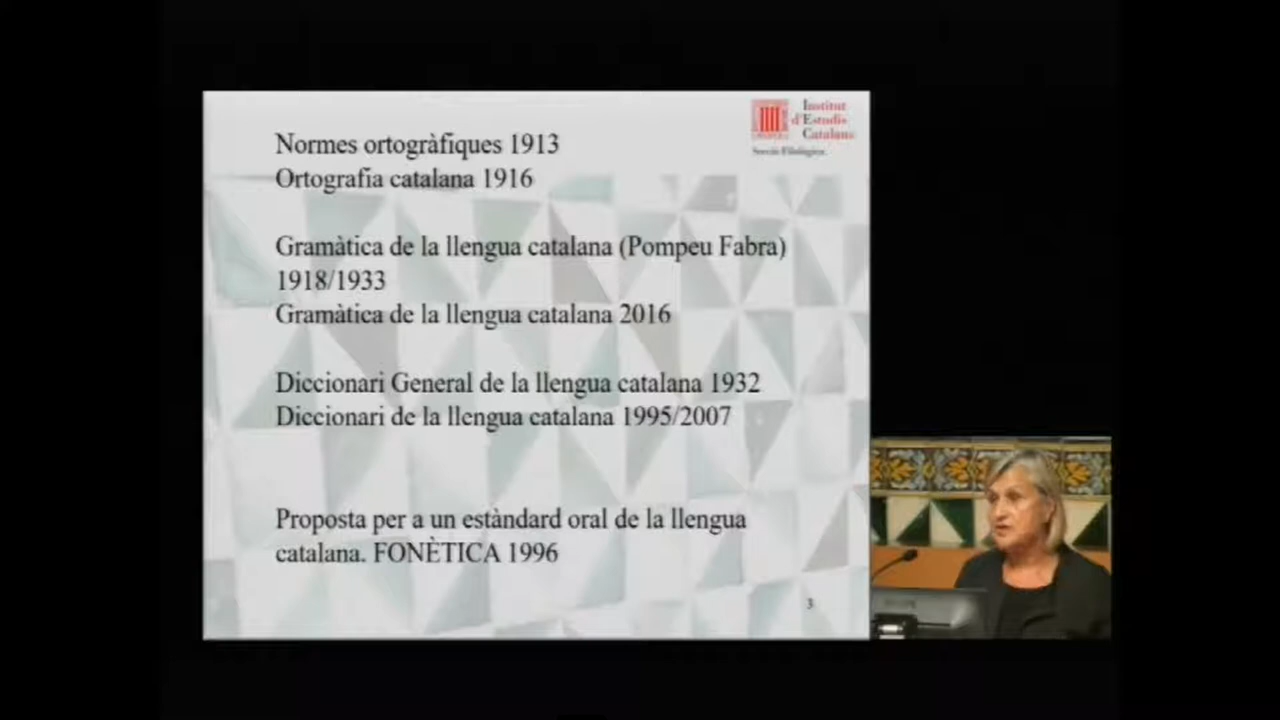 Institut
d'Estudis
Catalans
Secció Filològica
Normes ortogràfiques 1913
Ortografia catalana 1916
Gramàtica de la llengua catalana (Pompeu Fabra)
1918/1933
Gramàtica de la llengua catalana 2016
Diccionari General de la llengua catalana 1932
Diccionari de la llengua catalana 1995/2007
Proposta per a un estàndard oral de la llengua
catalana. FONÈTICA 1996
3